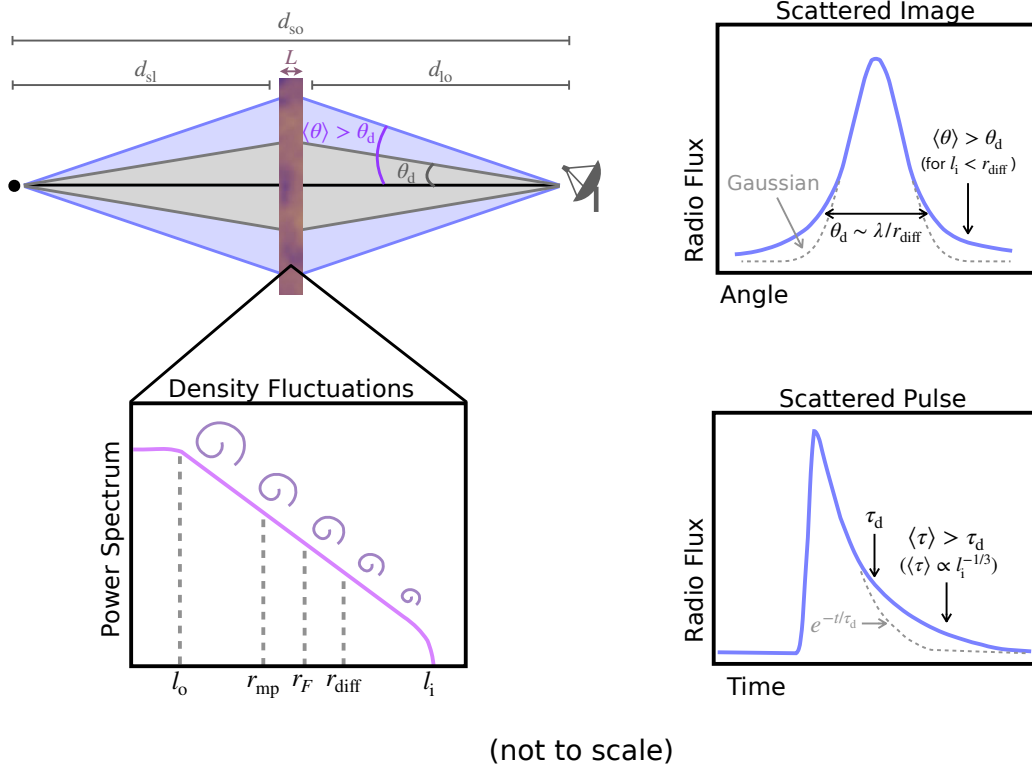 d_so
L
d_sl
d_lo
⟨θ⟩ > θ_d
θ_d
Scattered Image
Radio Flux
⟨θ⟩ > θ_d
(for l_i < r_diff)
Gaussian
θ_d ∼ λ/r_diff
Angle
Density Fluctuations
Power Spectrum
l_o
r_mp
r_F
r_diff
l_i
Scattered Pulse
Radio Flux
τ_d
⟨τ⟩ > τ_d
(⟨τ⟩ ∝ l_i^{-1/3})
e^{-t/τ_d}
Time
(not to scale)